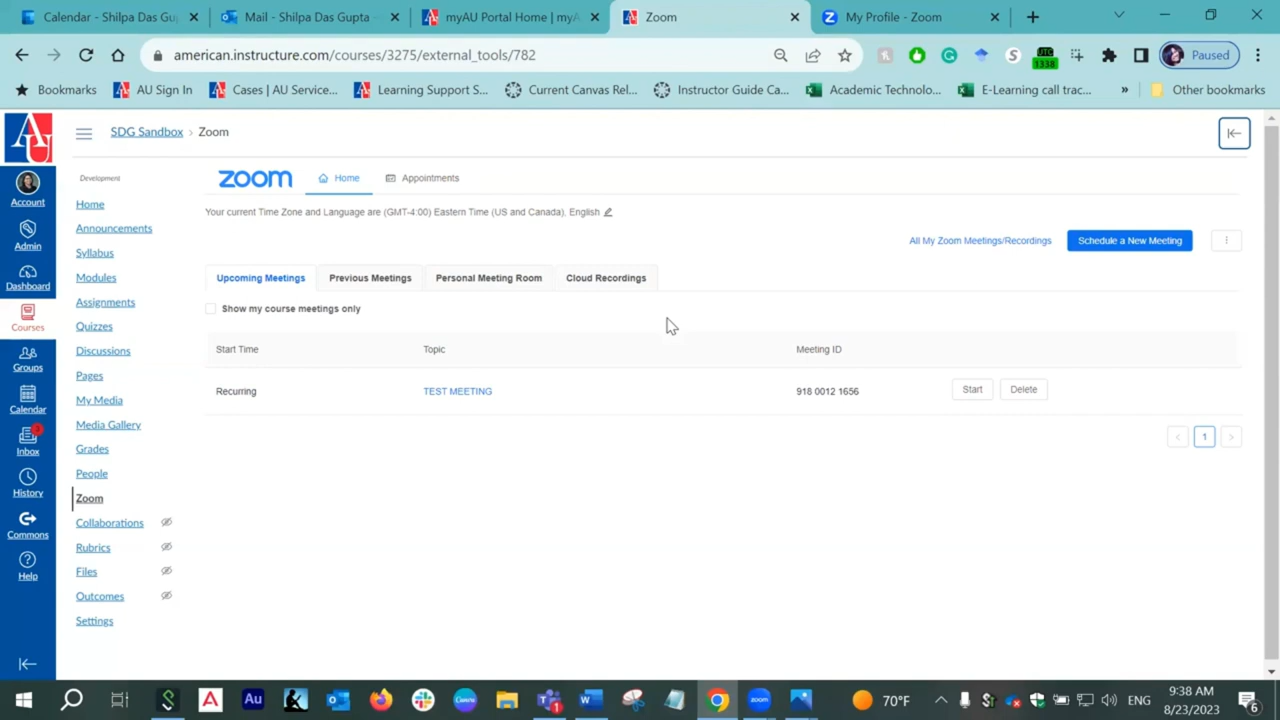 Calendar - Shilpa Das Gu
Mail - Shilpa Das Gupta -
myAU Portal Home | myA
Zoom
My Profile - Zoom
american.instructure.com/courses/3275/external_tools/782
UTC
1338
Paused
Bookmarks
AU Sign In
Cases | AU Service...
Learning Support S...
Current Canvas Rel...
Instructor Guide Ca...
Academic Technolo...
E-Learning call trac...
»
Other bookmarks
AU
SDG Sandbox › Zoom
Account
Admin
Dashboard
Courses
Groups
Calendar
3
Inbox
History
Commons
Help
Development
Home
Announcements
Syllabus
Modules
Assignments
Quizzes
Discussions
Pages
My Media
Media Gallery
Grades
People
Zoom
Collaborations
Rubrics
Files
Outcomes
Settings
zoom
Home
Appointments
Your current Time Zone and Language are (GMT-4:00) Eastern Time (US and Canada). English
All My Zoom Meetings/Recordings
Schedule a New Meeting
Upcoming Meetings
Previous Meetings
Personal Meeting Room
Cloud Recordings
Show my course meetings only
Start Time Topic Meeting ID
Recurring TEST MEETING 918 0012 1656 Start Delete
< 1 >
70°F
ENG
9:38 AM
8/23/2023
6